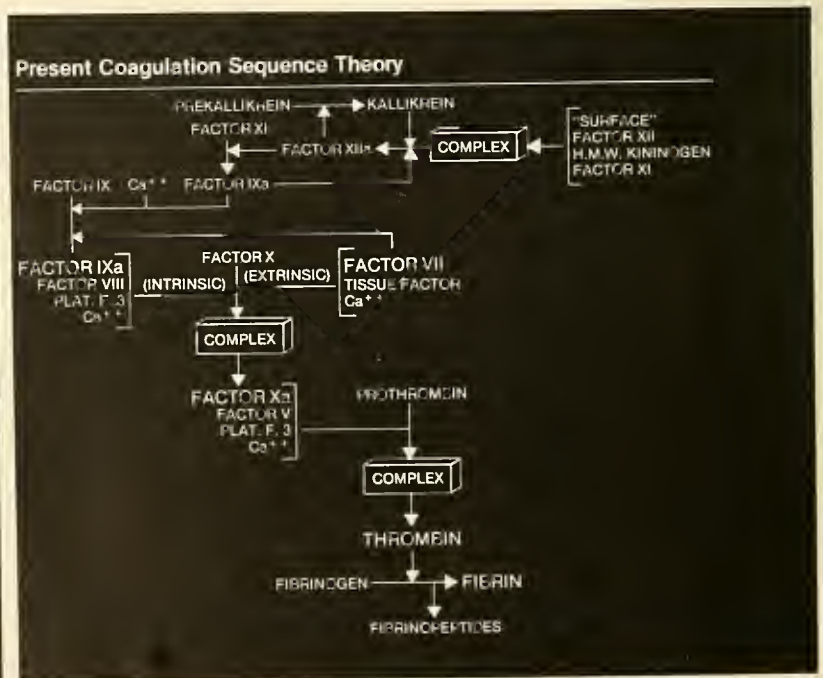 Present Coagulation Sequence Theory
PREKALLIKREIN KALLIKREIN
FACTOR XI
FACTOR XIIa
COMPLEX
"SURFACE"
FACTOR XII
H.M.W. KININOGEN
FACTOR XI
FACTOR IX Ca++ FACTOR IXa
FACTOR IXa
FACTOR VIII
PLAT. F. 3
Ca++
(INTRINSIC)
FACTOR X
(EXTRINSIC)
FACTOR VII
TISSUE FACTOR
Ca++
COMPLEX
FACTOR Xa
FACTOR V
PLAT. F. 3
Ca++
PROTHROMBIN
COMPLEX
THROMBIN
FIBRINOGEN FIBRIN
FIBRINOPEPTIDES